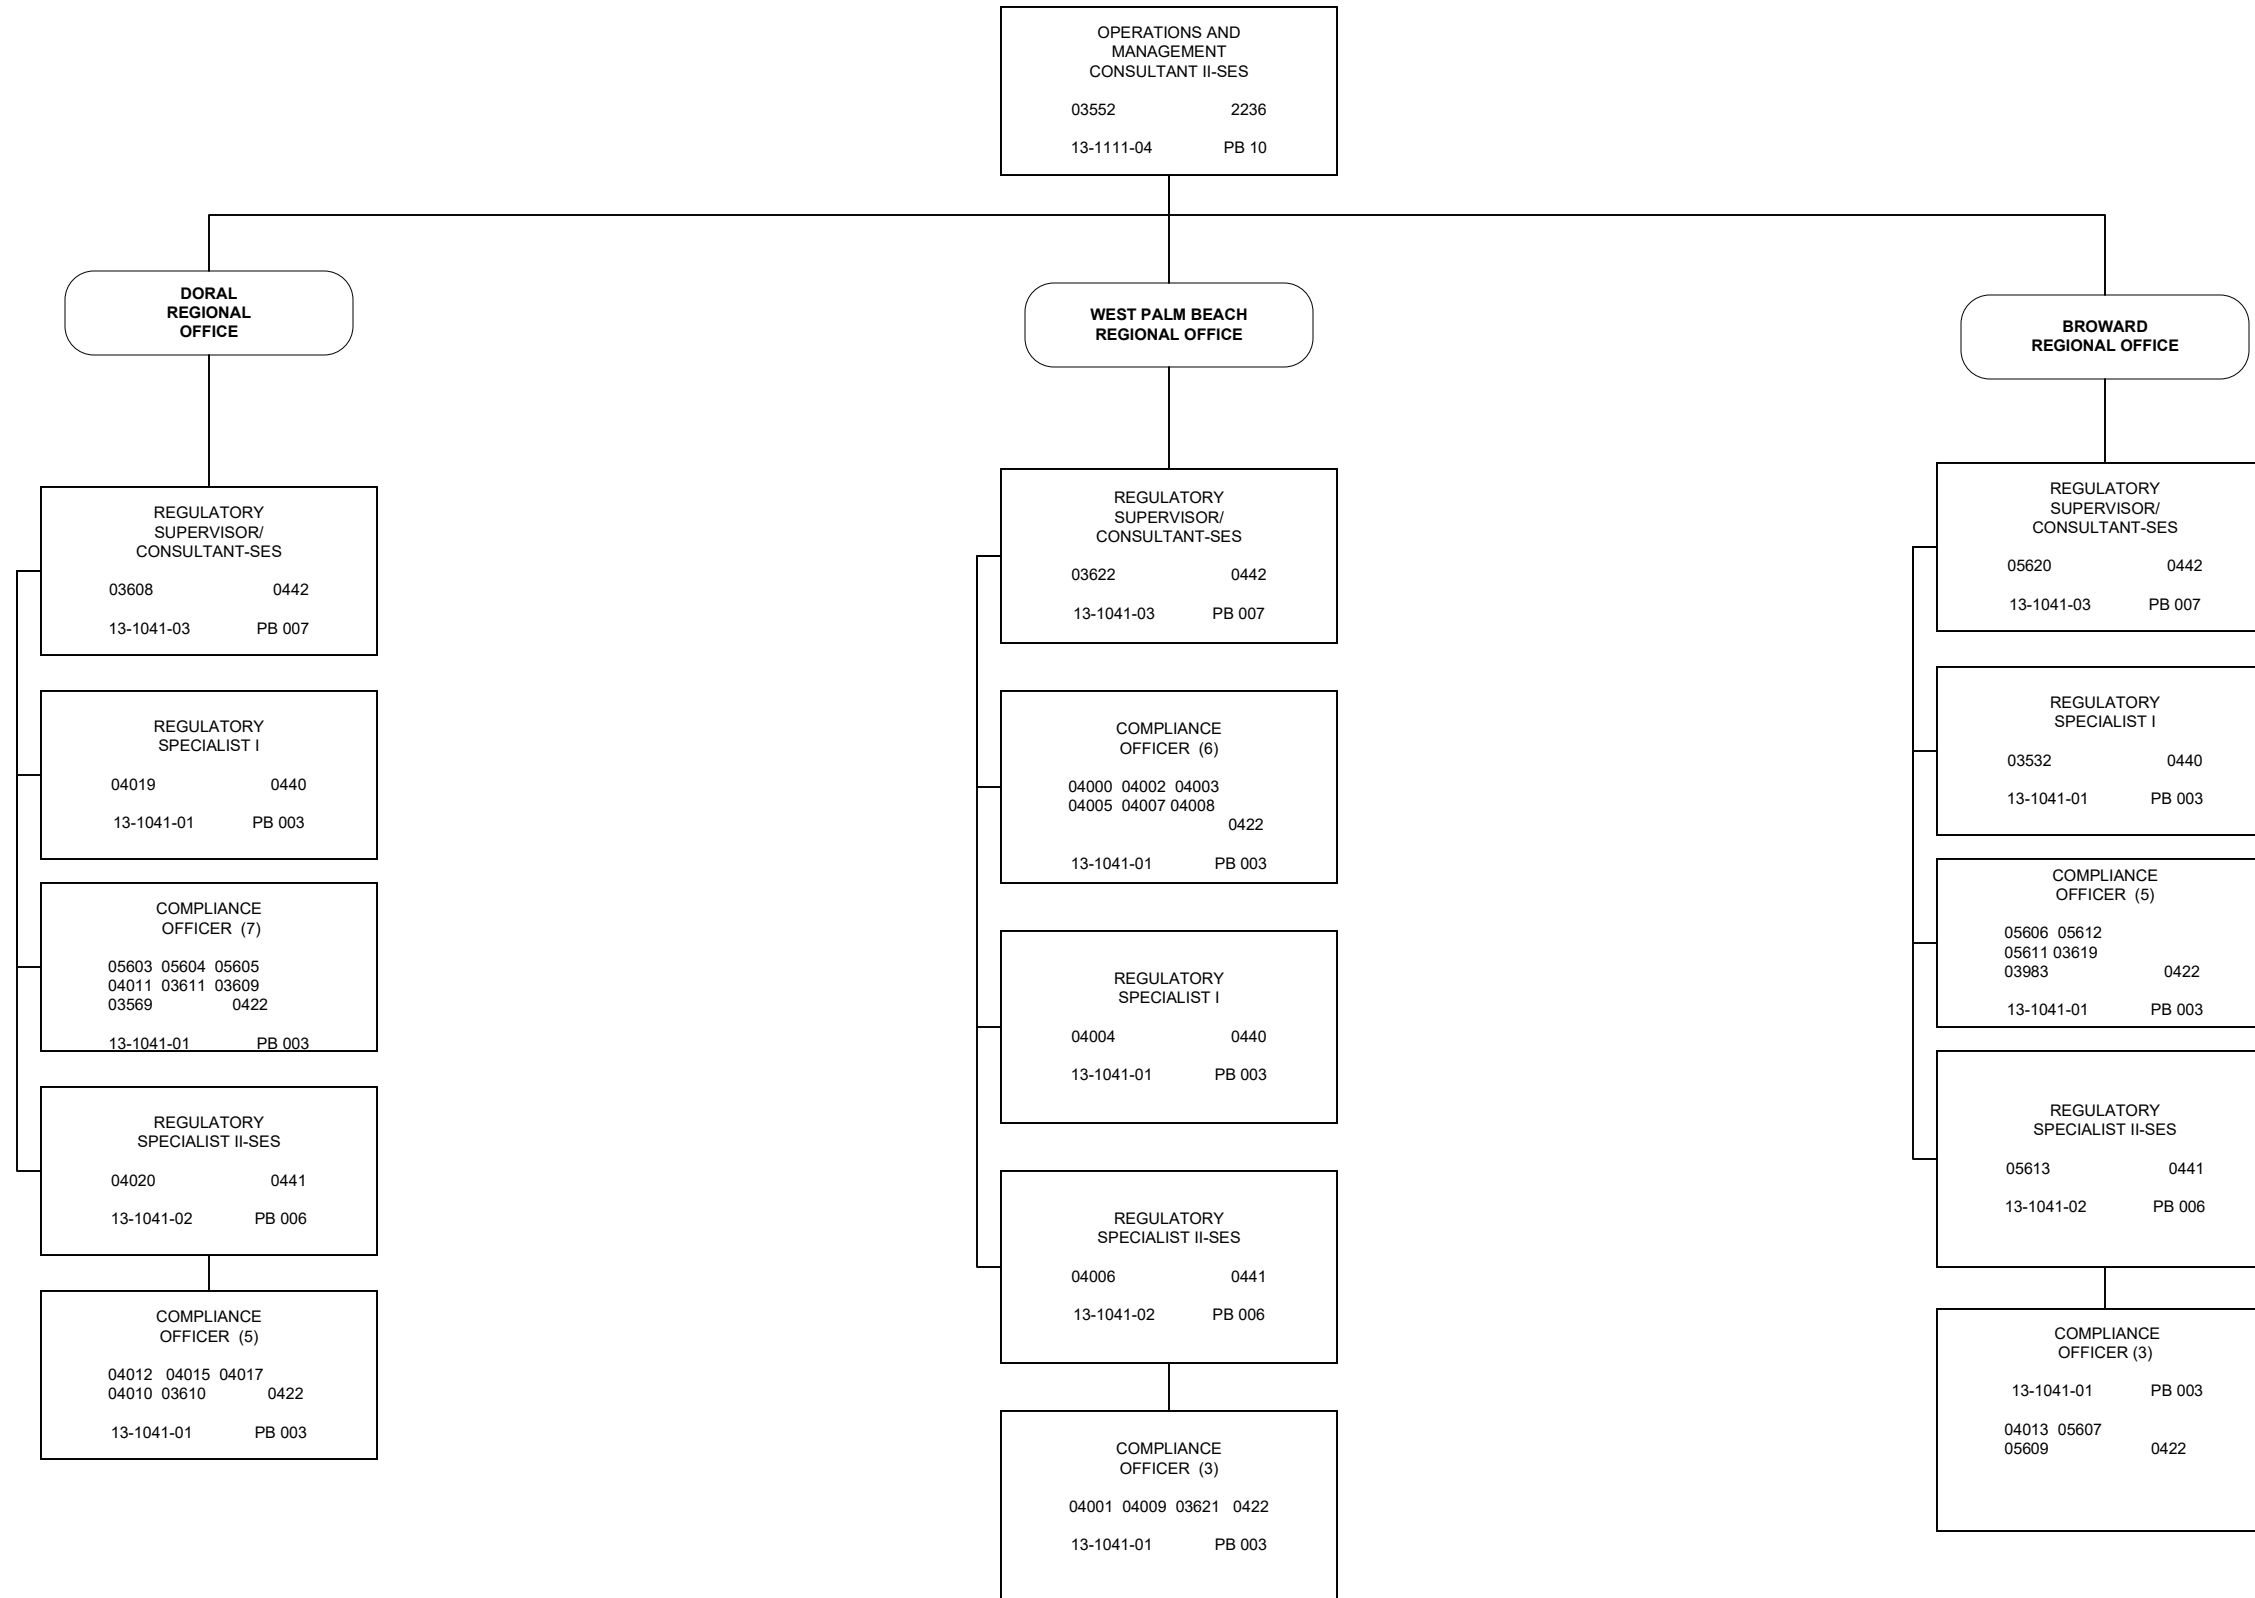 OPERATIONS AND
MANAGEMENT
CONSULTANT II-SES
03552 2236
13-1111-04 PB 10
DORAL
REGIONAL
OFFICE
REGULATORY
SUPERVISOR/
CONSULTANT-SES
03608 0442
13-1041-03 PB 007
REGULATORY
SPECIALIST I
04019 0440
13-1041-01 PB 003
COMPLIANCE
OFFICER (7)
05603 05604 05605
04011 03611 03609
03569 0422
13-1041-01 PB 003
REGULATORY
SPECIALIST II-SES
04020 0441
13-1041-02 PB 006
COMPLIANCE
OFFICER (5)
04012 04015 04017
04010 03610 0422
13-1041-01 PB 003
WEST PALM BEACH
REGIONAL OFFICE
REGULATORY
SUPERVISOR/
CONSULTANT-SES
03622 0442
13-1041-03 PB 007
COMPLIANCE
OFFICER (6)
04000 04002 04003
04005 04007 04008
0422
13-1041-01 PB 003
REGULATORY
SPECIALIST I
04004 0440
13-1041-01 PB 003
REGULATORY
SPECIALIST II-SES
04006 0441
13-1041-02 PB 006
COMPLIANCE
OFFICER (3)
04001 04009 03621 0422
13-1041-01 PB 003
BROWARD
REGIONAL OFFICE
REGULATORY
SUPERVISOR/
CONSULTANT-SES
05620 0442
13-1041-03 PB 007
REGULATORY
SPECIALIST I
03532 0440
13-1041-01 PB 003
COMPLIANCE
OFFICER (5)
05606 05612
05611 03619
03983 0422
13-1041-01 PB 003
REGULATORY
SPECIALIST II-SES
05613 0441
13-1041-02 PB 006
COMPLIANCE
OFFICER (3)
13-1041-01 PB 003
04013 05607
05609 0422